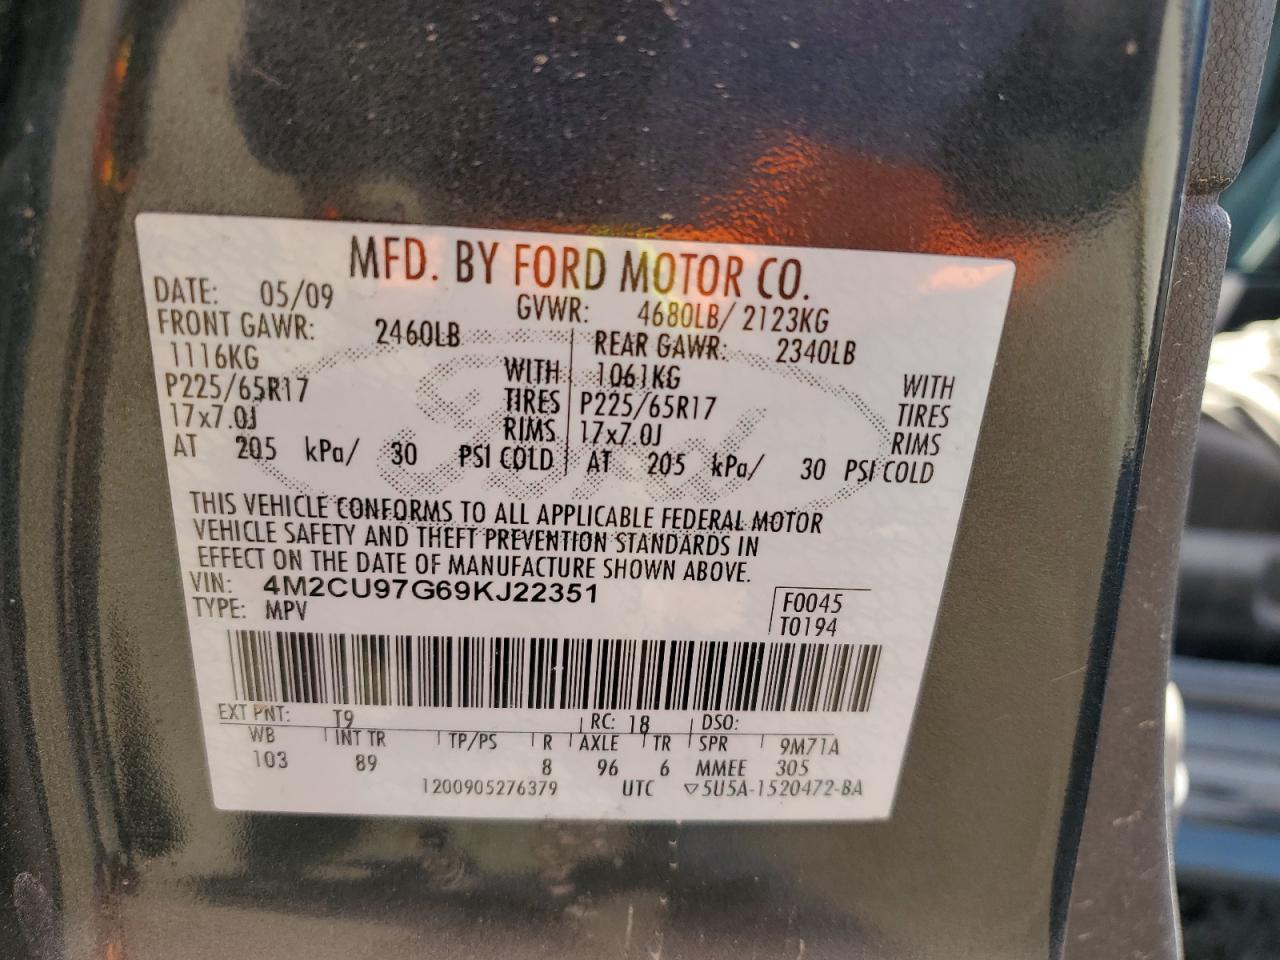 MFD. BY FORD MOTOR CO.
DATE: 05/09 GVWR: 4680LB/ 2123KG
FRONT GAWR: 2460LB REAR GAWR: 2340LB
1116KG WITH 1061KG WITH
P225/65R17 TIRES P225/65R17 TIRES
17x7.0J RIMS 17x7.0J RIMS
AT 205 kPa/ 30 PSI COLD AT 205 kPa/ 30 PSI COLD
Ford
THIS VEHICLE CONFORMS TO ALL APPLICABLE FEDERAL MOTOR
VEHICLE SAFETY AND THEFT PREVENTION STANDARDS IN
EFFECT ON THE DATE OF MANUFACTURE SHOWN ABOVE.
VIN: 4M2CU97G69KJ22351 F0045
TYPE: MPV T0194
EXT PNT: T9 RC: 18 DSO:
WB INT TR TP/PS R AXLE TR SPR 9M71A
103 89 8 96 6 MMEE 305
1200905276379 UTC ▽5U5A-1520472-BA